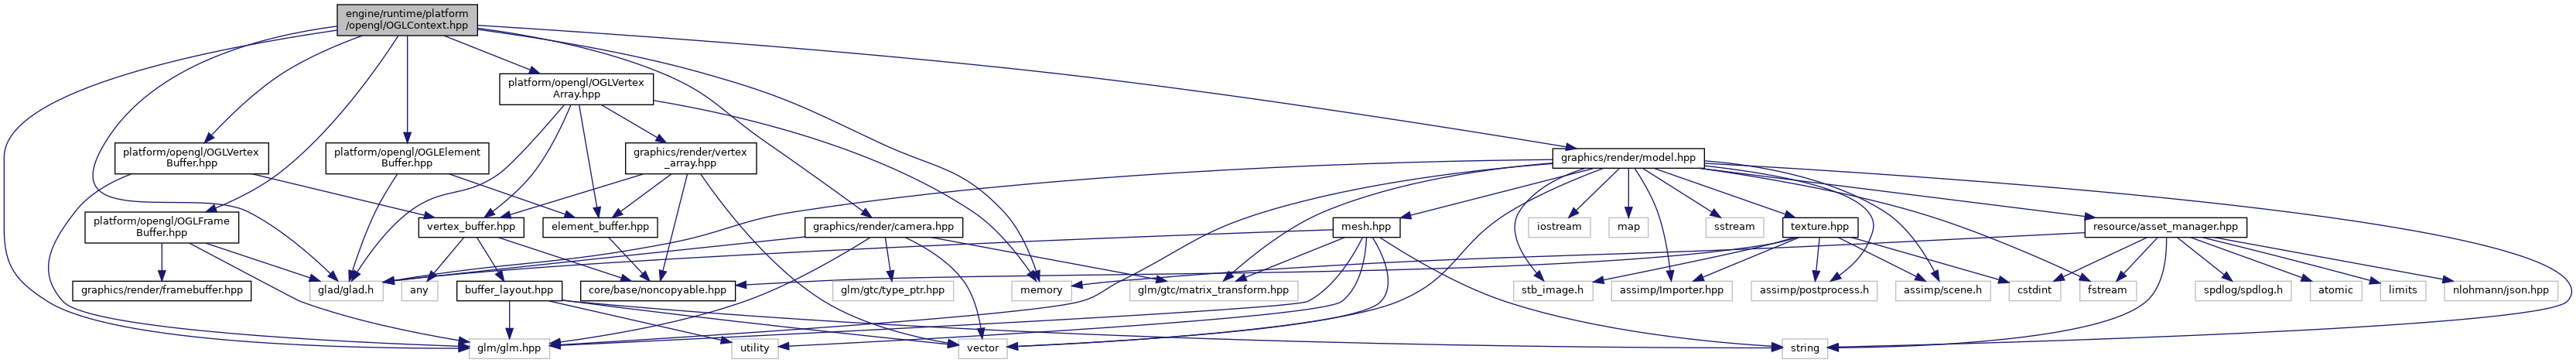 engine/runtime/platform
/opengl/OGLContext.hpp
platform/opengl/OGLVertex
Array.hpp
platform/opengl/OGLVertex
Buffer.hpp
platform/opengl/OGLElement
Buffer.hpp
graphics/render/vertex
_array.hpp
graphics/render/model.hpp
platform/opengl/OGLFrame
Buffer.hpp
vertex_buffer.hpp
element_buffer.hpp
graphics/render/camera.hpp
mesh.hpp
iostream
map
sstream
texture.hpp
resource/asset_manager.hpp
graphics/render/framebuffer.hpp
glad/glad.h
any
buffer_layout.hpp
core/base/noncopyable.hpp
glm/gtc/type_ptr.hpp
memory
glm/gtc/matrix_transform.hpp
stb_image.h
assimp/Importer.hpp
assimp/postprocess.h
assimp/scene.h
cstdint
fstream
spdlog/spdlog.h
atomic
limits
nlohmann/json.hpp
glm/glm.hpp
utility
vector
string